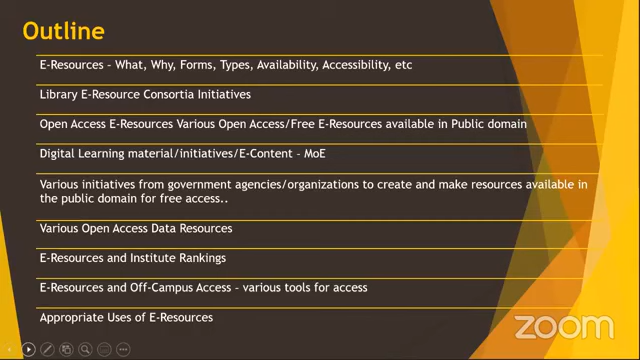 Outline
E-Resources – What, Why, Forms, Types, Availability, Accessibility, etc
Library E-Resource Consortia Initiatives
Open Access E-Resources Various Open Access/Free E-Resources available in Public domain
Digital Learning material/initiatives/E-Content – MoE
Various initiatives from government agencies/organizations to create and make resources available in
the public domain for free access..
Various Open Access Data Resources
E-Resources and Institute Rankings
E-Resources and Off-Campus Access – various tools for access
Appropriate Uses of E-Resources
zoom